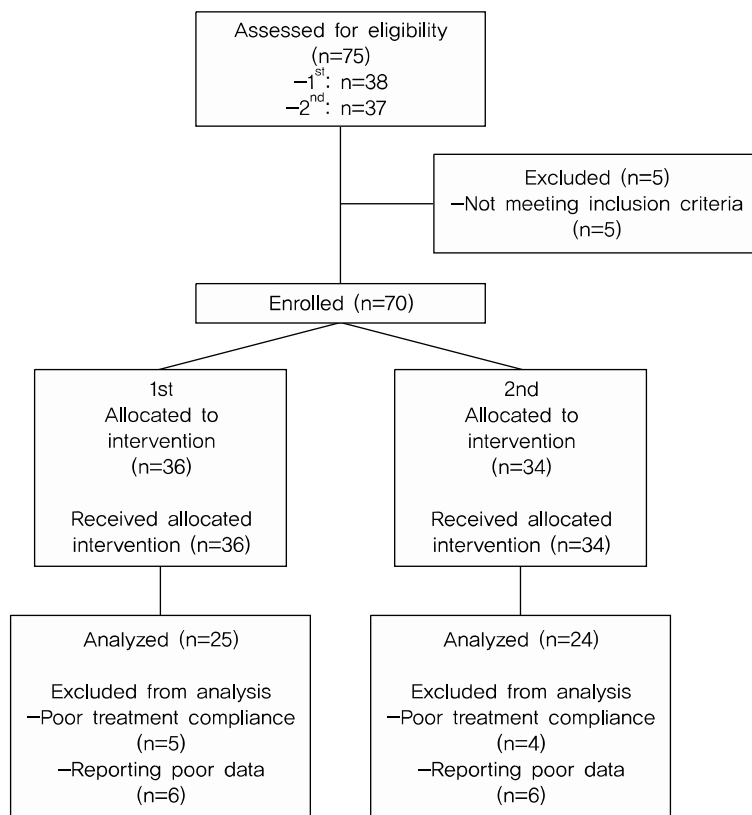 Assessed for eligibility
(n=75)
–1st: n=38
–2nd: n=37
Excluded (n=5)
–Not meeting inclusion criteria
(n=5)
Enrolled (n=70)
1st
Allocated to
intervention
(n=36)
Received allocated
intervention (n=36)
2nd
Allocated to
intervention
(n=34)
Received allocated
intervention (n=34)
Analyzed (n=25)
Excluded from analysis
–Poor treatment compliance
(n=5)
–Reporting poor data
(n=6)
Analyzed (n=24)
Excluded from analysis
–Poor treatment compliance
(n=4)
–Reporting poor data
(n=6)